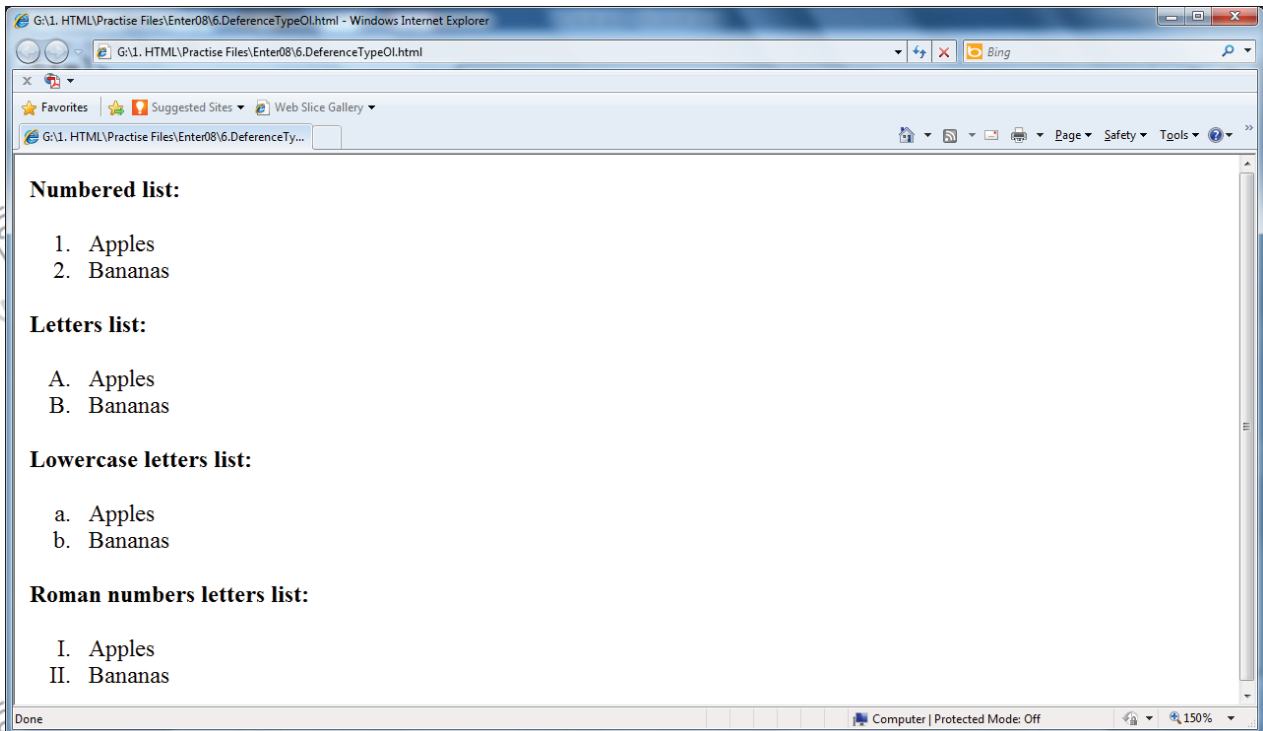 G:\1. HTML\Practise Files\Enter08\6.DeferenceTypeOl.html - Windows Internet Explorer
G:\1. HTML\Practise Files\Enter08\6.DeferenceTypeOl.html
Bing
x
Favorites Suggested Sites Web Slice Gallery
G:\1. HTML\Practise Files\Enter08\6.DeferenceTy... Page Safety Tools »
Numbered list:
1. Apples
2. Bananas
Letters list:
A. Apples
B. Bananas
Lowercase letters list:
a. Apples
b. Bananas
Roman numbers letters list:
I. Apples
II. Bananas
Done Computer | Protected Mode: Off 150%